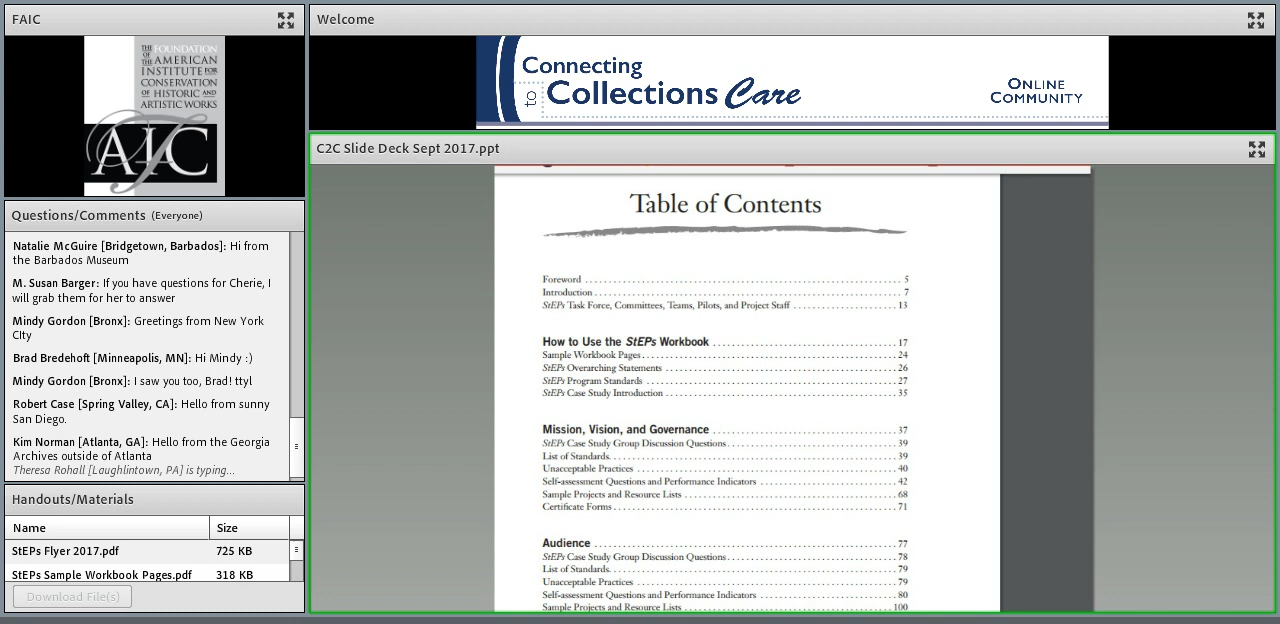 FAIC
THE FOUNDATION
OF THE AMERICAN
INSTITUTE FOR
CONSERVATION
OF HISTORIC AND
ARTISTIC WORKS
AIC
Welcome
Connecting
to Collections Care
ONLINE
COMMUNITY
Questions/Comments (Everyone)
Natalie McGuire [Bridgetown, Barbados]: Hi from
the Barbados Museum
M. Susan Barger: If you have questions for Cherie, I
will grab them for her to answer
Mindy Gordon [Bronx]: Greetings from New York
CIty
Brad Bredehoft [Minneapolis, MN]: Hi Mindy :)
Mindy Gordon [Bronx]: I saw you too, Brad! ttyl
Robert Case [Spring Valley, CA]: Hello from sunny
San Diego.
Kim Norman [Atlanta, GA]: Hello from the Georgia
Archives outside of Atlanta
Theresa Rohall [Laughlintown, PA] is typing...
Handouts/Materials
Name Size
StEPs Flyer 2017.pdf 725 KB
StEPs Sample Workbook Pages.pdf 318 KB
Download File(s)
C2C Slide Deck Sept 2017.ppt
Table of Contents
Foreword 5
Introduction 7
StEPs Task Force, Committees, Teams, Pilots, and Project Staff 13
How to Use the StEPs Workbook 17
Sample Workbook Pages 24
StEPs Overarching Statements 26
StEPs Program Standards 27
StEPs Case Study Introduction 35
Mission, Vision, and Governance 37
StEPs Case Study Group Discussion Questions 39
List of Standards 39
Unacceptable Practices 40
Self-assessment Questions and Performance Indicators 42
Sample Projects and Resource Lists 68
Certificate Forms 71
Audience 77
StEPs Case Study Group Discussion Questions 78
List of Standards 79
Unacceptable Practices 79
Self-assessment Questions and Performance Indicators 80
Sample Projects and Resource Lists 100